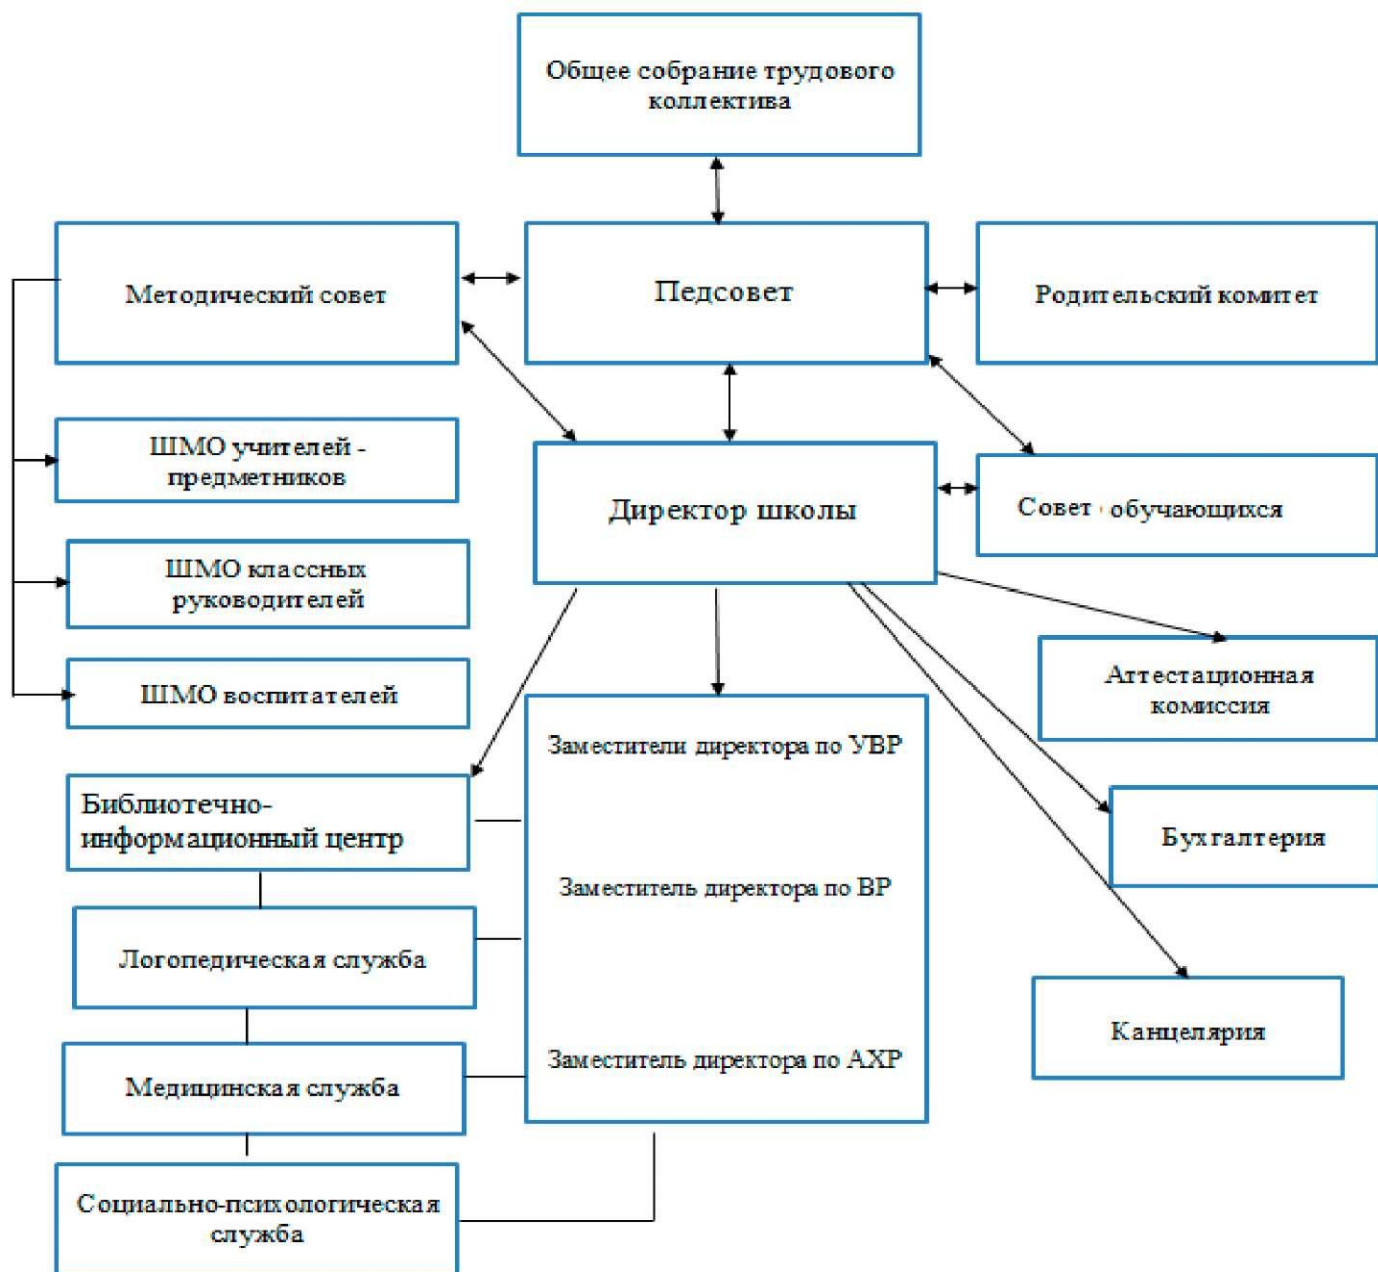 Общее собрание трудового
коллектива
Методический совет
Педсовет
Родительский комитет
ШМО учителей -
предметников
Директор школы
Совет обучающихся
ШМО классных
руководителей
ШМО воспитателей
Аттестационная
комиссия
Заместители директора по УВР
Библиотечно-
информационный центр
Бухгалтерия
Заместитель директора по ВР
Логопедическая служба
Канцелярия
Заместитель директора по АХР
Медицинская служба
Социально-психологическая
служба